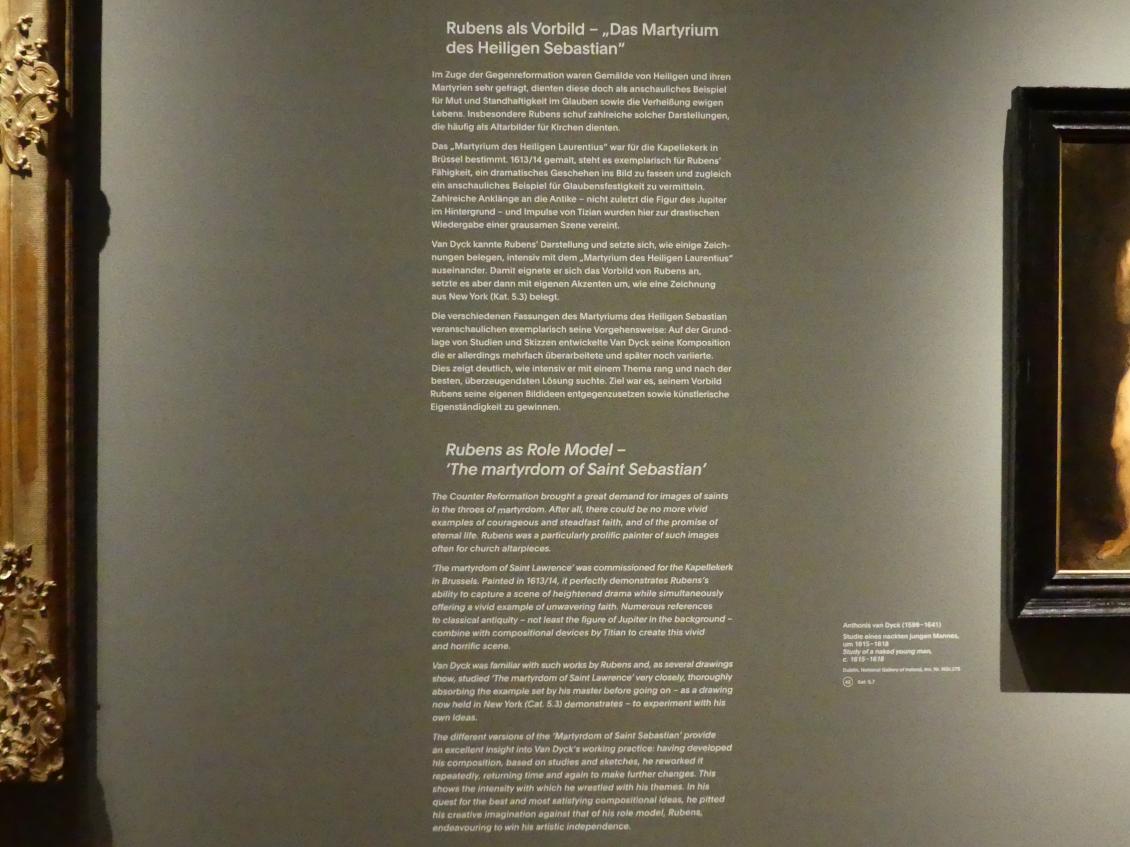 Rubens als Vorbild – „Das Martyrium
des Heiligen Sebastian“
Im Zuge der Gegenreformation waren Gemälde von Heiligen und ihren
Martyrien sehr gefragt, dienten diese doch als anschauliches Beispiel
für Mut und Standhaftigkeit im Glauben sowie die Verheißung ewigen
Lebens. Insbesondere Rubens schuf zahlreiche solcher Darstellungen,
die häufig als Altarbilder für Kirchen dienten.
Das „Martyrium des Heiligen Laurentius“ war für die Kapellekerk in
Brüssel bestimmt. 1613/14 gemalt, steht es exemplarisch für Rubens’
Fähigkeit, ein dramatisches Geschehen ins Bild zu fassen und zugleich
ein anschauliches Beispiel für Glaubensfestigkeit zu vermitteln.
Zahlreiche Anklänge an die Antike – nicht zuletzt die Figur des Jupiter
im Hintergrund – und Impulse von Tizian wurden hier zur drastischen
Wiedergabe einer grausamen Szene vereint.
Van Dyck kannte Rubens’ Darstellung und setzte sich, wie einige Zeich-
nungen belegen, intensiv mit dem „Martyrium des Heiligen Laurentius“
auseinander. Damit eignete er sich das Vorbild von Rubens an,
setzte es aber dann mit eigenen Akzenten um, wie eine Zeichnung
aus New York (Kat. 5.3) belegt.
Die verschiedenen Fassungen des Martyriums des Heiligen Sebastian
veranschaulichen exemplarisch seine Vorgehensweise: Auf der Grund-
lage von Studien und Skizzen entwickelte Van Dyck seine Komposition
die er allerdings mehrfach überarbeitete und später noch variierte.
Dies zeigt deutlich, wie intensiv er mit einem Thema rang und nach der
besten, überzeugendsten Lösung suchte. Ziel war es, seinem Vorbild
Rubens seine eigenen Bildideen entgegenzusetzen sowie künstlerische
Eigenständigkeit zu gewinnen.
Rubens as Role Model –
‘The martyrdom of Saint Sebastian’
The Counter Reformation brought a great demand for images of saints
in the throes of martyrdom. After all, there could be no more vivid
examples of courageous and steadfast faith, and of the promise of
eternal life. Rubens was a particularly prolific painter of such images
often for church altarpieces.
‘The martyrdom of Saint Lawrence’ was commissioned for the Kapellekerk
in Brussels. Painted in 1613/14, it perfectly demonstrates Rubens’s
ability to capture a scene of heightened drama while simultaneously
offering a vivid example of unwavering faith. Numerous references
to classical antiquity – not least the figure of Jupiter in the background –
combine with compositional devices by Titian to create this vivid
and horrific scene.
Van Dyck was familiar with such works by Rubens and, as several drawings
show, studied ‘The martyrdom of Saint Lawrence’ very closely, thoroughly
absorbing the example set by his master before going on – as a drawing
now held in New York (Cat. 5.3) demonstrates – to experiment with his
own ideas.
The different versions of the ‘Martyrdom of Saint Sebastian’ provide
an excellent insight into Van Dyck’s working practice: having developed
his composition, based on studies and sketches, he reworked it
repeatedly, returning time and again to make further changes. This
shows the intensity with which he wrestled with his themes. In his
quest for the best and most satisfying compositional ideas, he pitted
his creative imagination against that of his role model, Rubens,
endeavouring to win his artistic independence.
Anthonis van Dyck (1599–1641)
Studie eines nackten jungen Mannes,
um 1615–1618
Study of a naked young man,
c. 1615–1618
Dublin, National Gallery of Ireland, Inv. Nr. NGI.275
42 Kat. 5.7